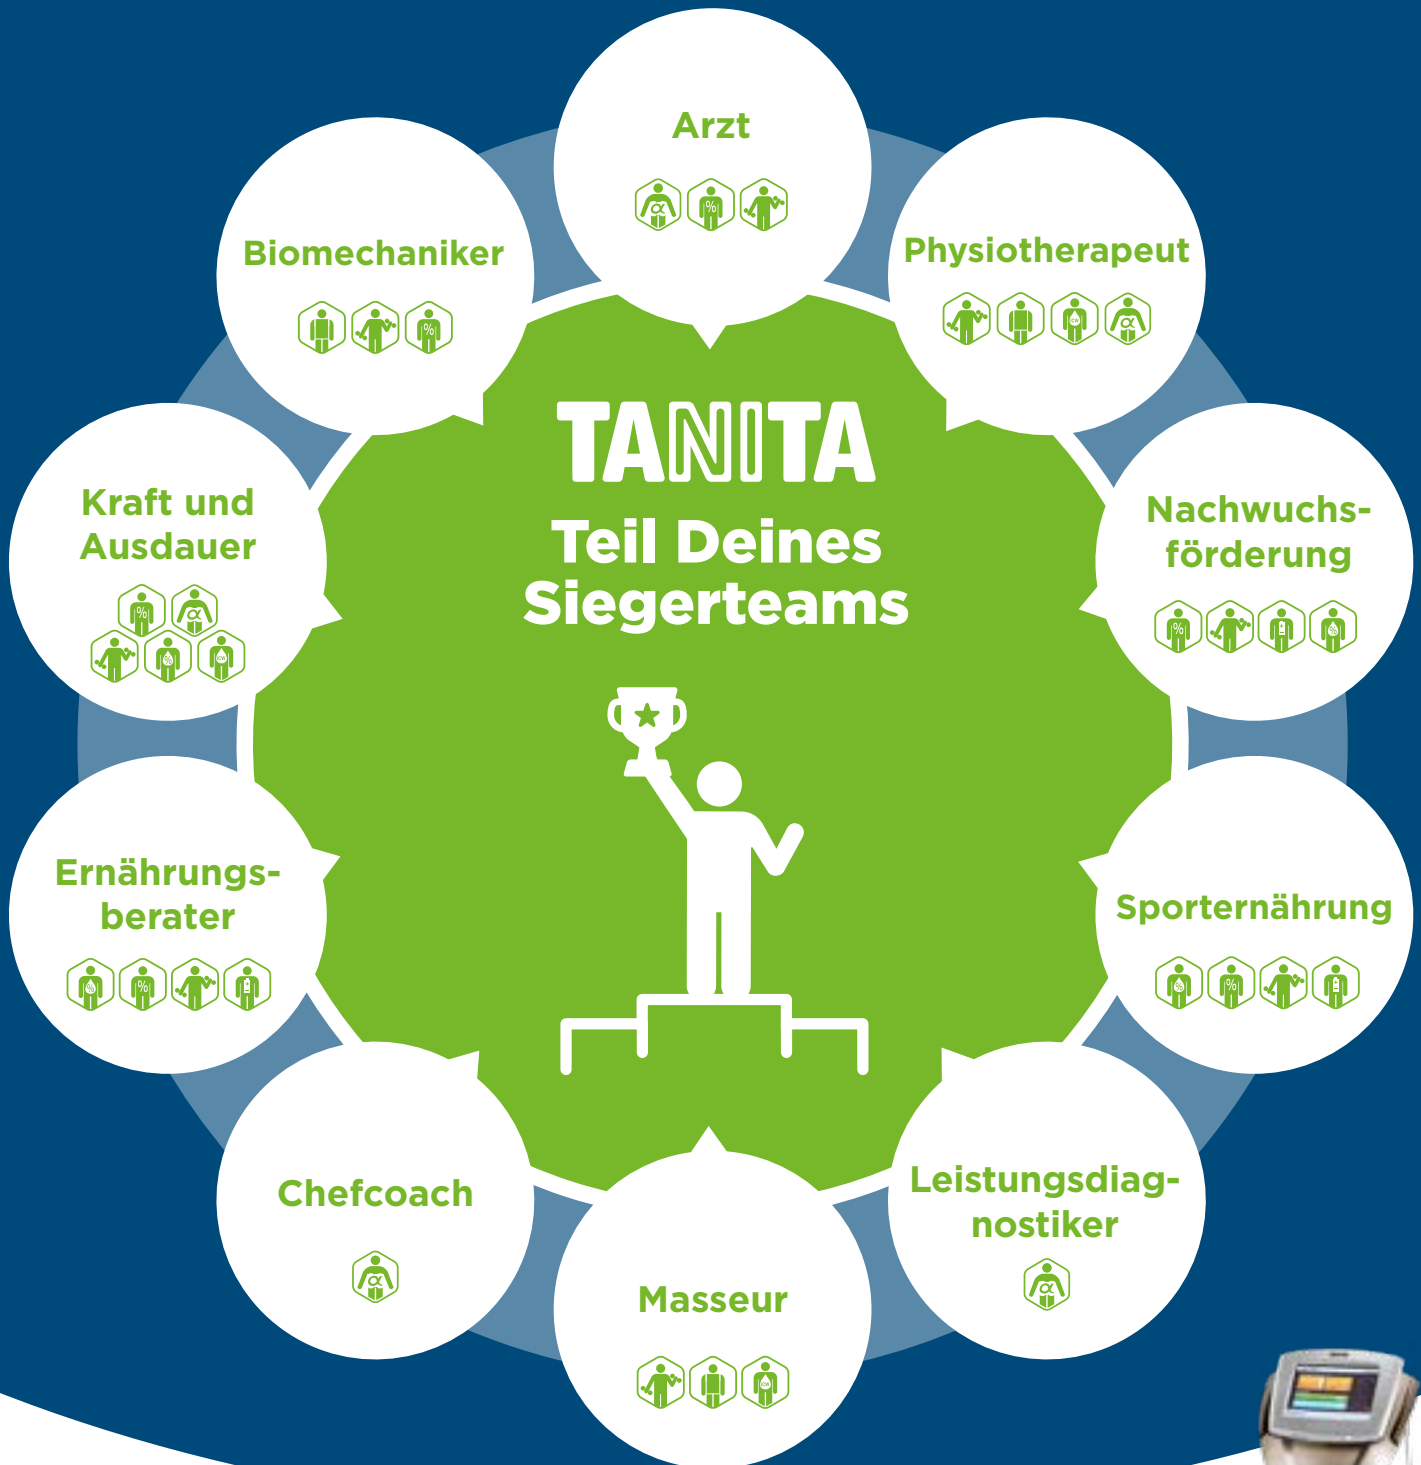 Arzt
Biomechaniker
Physiotherapeut
TANITA
Teil Deines
Siegerteams
Kraft und
Ausdauer
Nachwuchs-
förderung
Ernährungs-
berater
Sporternährung
Chefcoach
Leistungsdiag-
nostiker
Masseur